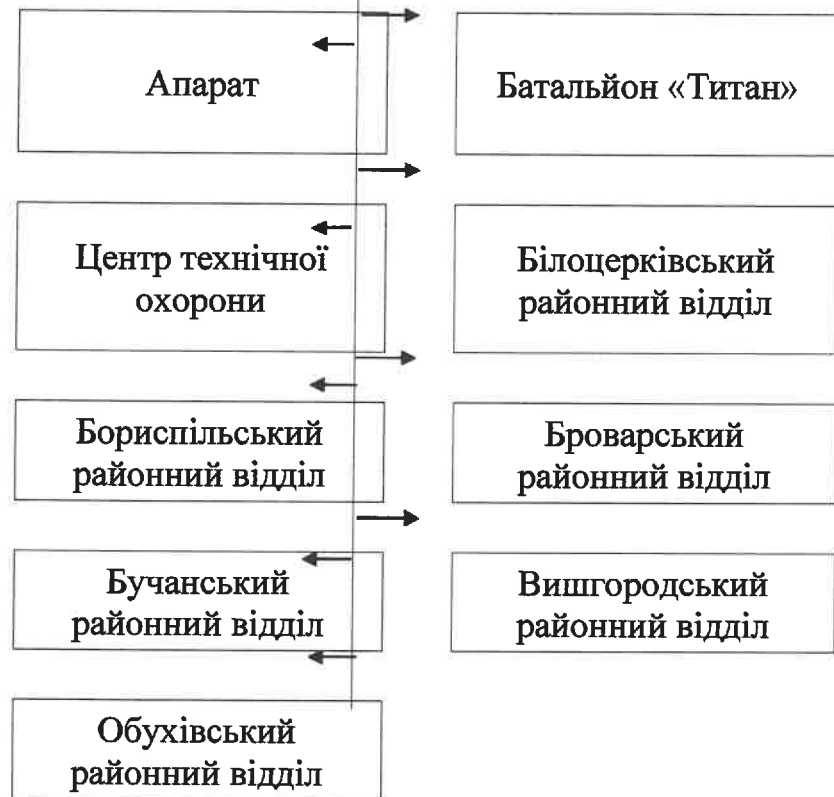 Апарат
Батальйон «Титан»
Центр технічної
охорони
Білоцерківський
районний відділ
Бориспільський
районний відділ
Броварський
районний відділ
Бучанський
районний відділ
Вишгородський
районний відділ
Обухівський
районний відділ